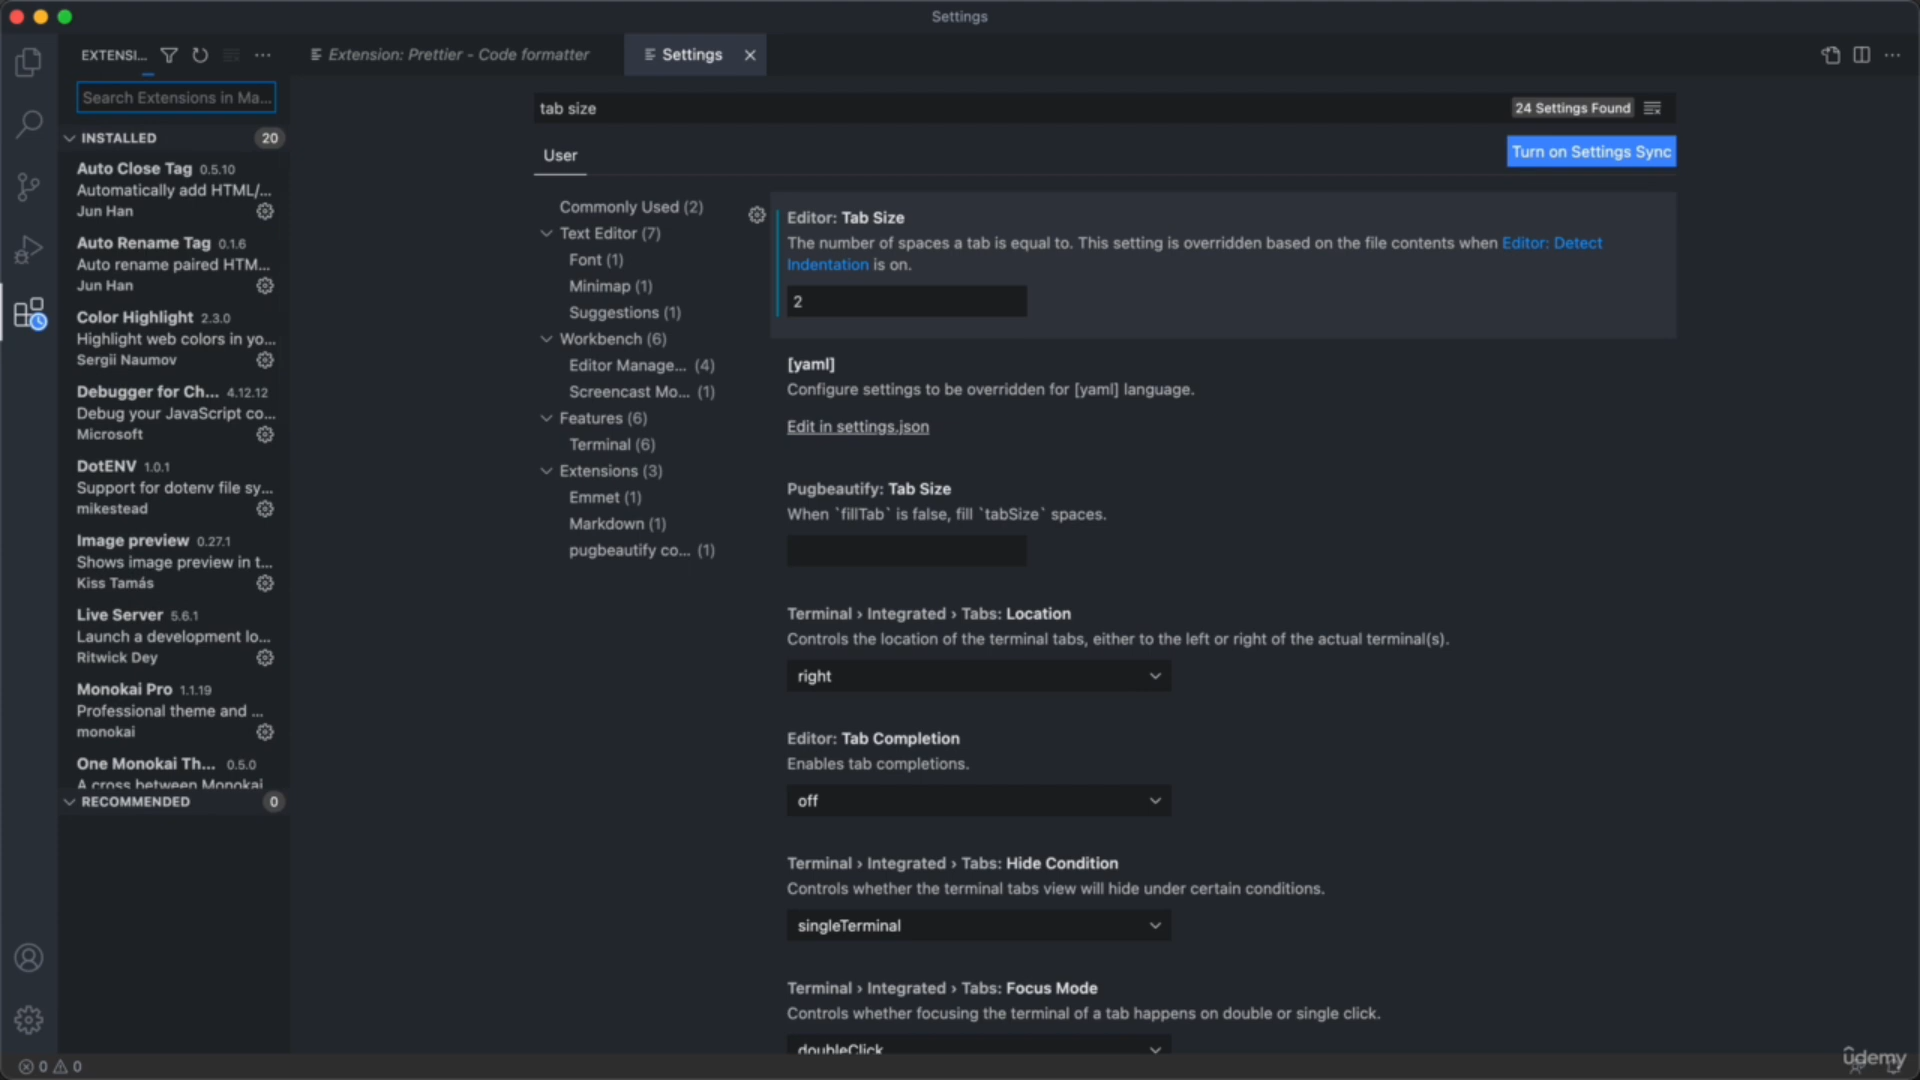 Settings
EXTENSI...
Extension: Prettier - Code formatter
Settings
Search Extensions in Ma...
INSTALLED 20
Auto Close Tag 0.5.10
Automatically add HTML/...
Jun Han
Auto Rename Tag 0.1.6
Auto rename paired HTM...
Jun Han
Color Highlight 2.3.0
Highlight web colors in yo...
Sergii Naumov
Debugger for Ch... 4.12.12
Debug your JavaScript co...
Microsoft
DotENV 1.0.1
Support for dotenv file sy...
mikestead
Image preview 0.27.1
Shows image preview in t...
Kiss Tamás
Live Server 5.6.1
Launch a development lo...
Ritwick Dey
Monokai Pro 1.1.19
Professional theme and ...
monokai
One Monokai Th... 0.5.0
A cross between Monokai
RECOMMENDED 0
tab size
24 Settings Found
User
Turn on Settings Sync
Commonly Used (2)
Text Editor (7)
Font (1)
Minimap (1)
Suggestions (1)
Workbench (6)
Editor Manage... (4)
Screencast Mo... (1)
Features (6)
Terminal (6)
Extensions (3)
Emmet (1)
Markdown (1)
pugbeautify co... (1)
Editor: Tab Size
The number of spaces a tab is equal to. This setting is overridden based on the file contents when Editor: Detect
Indentation is on.
2
[yaml]
Configure settings to be overridden for [yaml] language.
Edit in settings.json
Pugbeautify: Tab Size
When `fillTab` is false, fill `tabSize` spaces.
Terminal › Integrated › Tabs: Location
Controls the location of the terminal tabs, either to the left or right of the actual terminal(s).
right
Editor: Tab Completion
Enables tab completions.
off
Terminal › Integrated › Tabs: Hide Condition
Controls whether the terminal tabs view will hide under certain conditions.
singleTerminal
Terminal › Integrated › Tabs: Focus Mode
Controls whether focusing the terminal of a tab happens on double or single click.
doubleClick
0 0
udemy